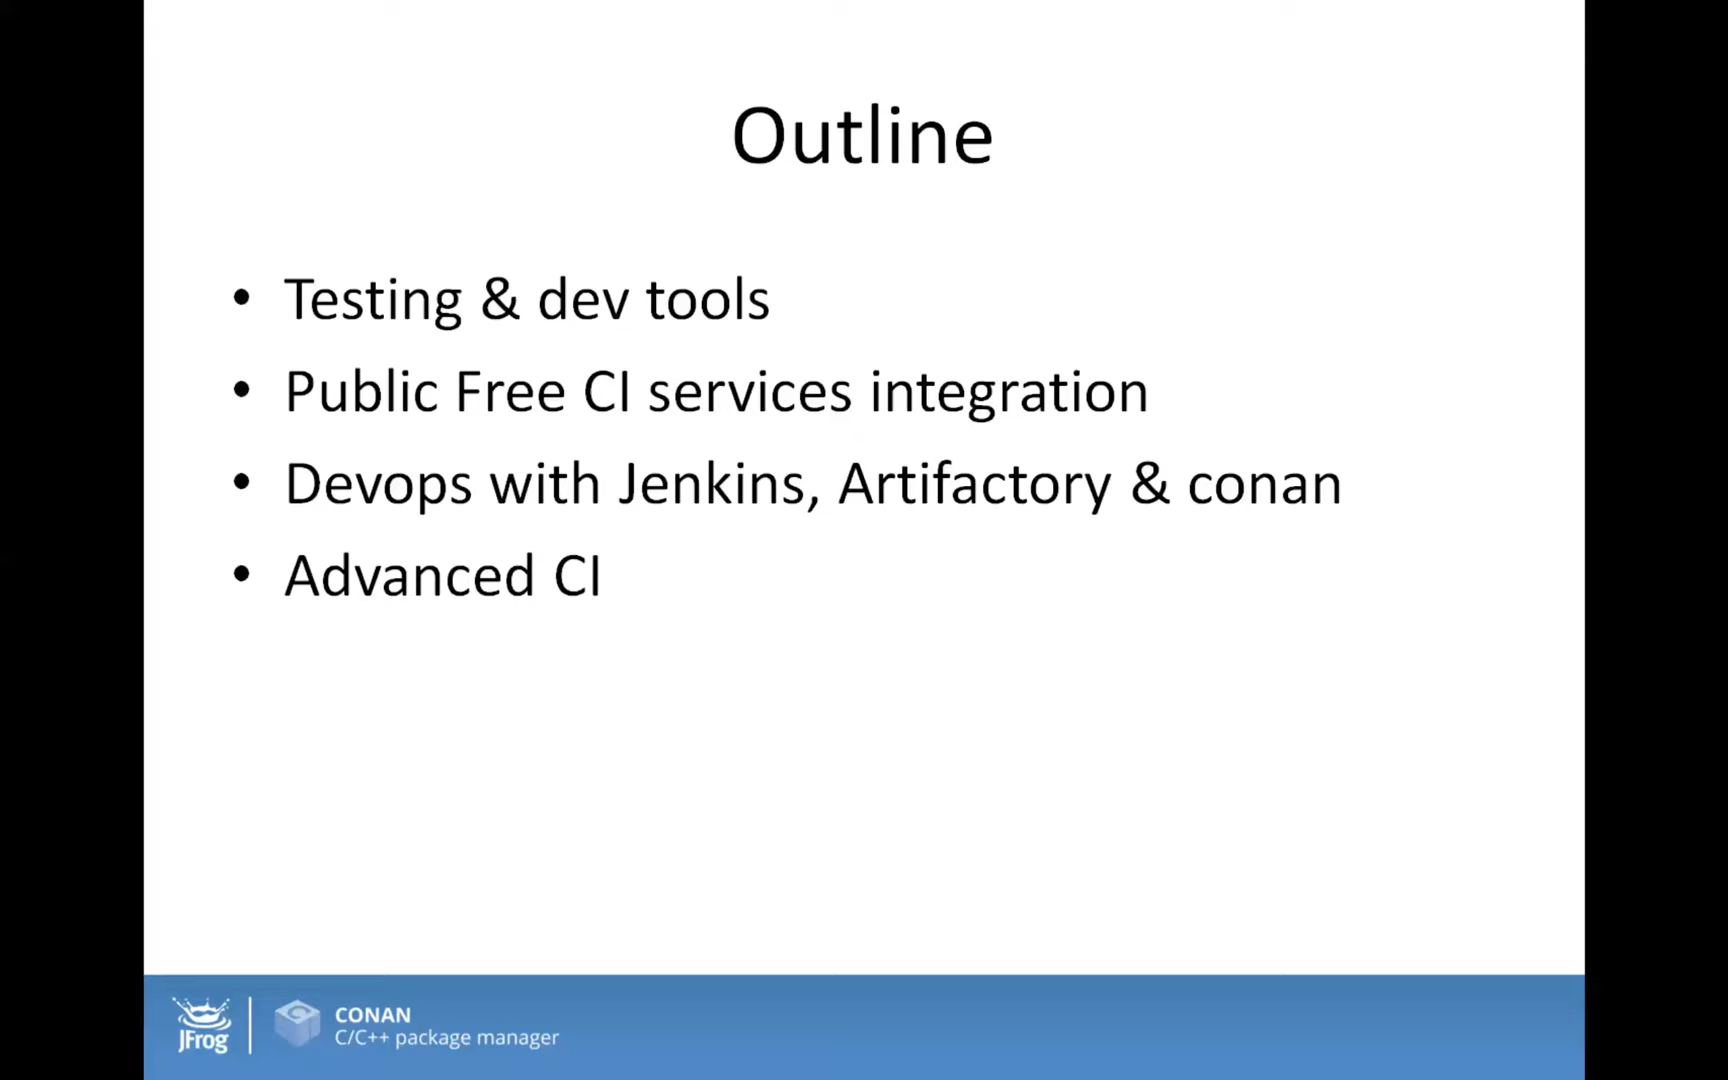 Outline
• Testing & dev tools
• Public Free CI services integration
• Devops with Jenkins, Artifactory & conan
• Advanced CI
JFrog
CONAN
C/C++ package manager